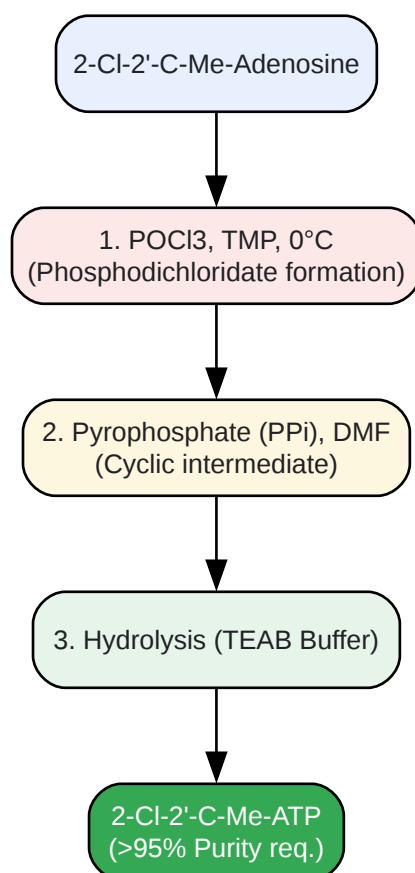 2-Cl-2'-C-Me-Adenosine
1. POCl3, TMP, 0°C
(Phosphodichloridate formation)
2. Pyrophosphate (PPi), DMF
(Cyclic intermediate)
3. Hydrolysis (TEAB Buffer)
2-Cl-2'-C-Me-ATP
(>95% Purity req.)